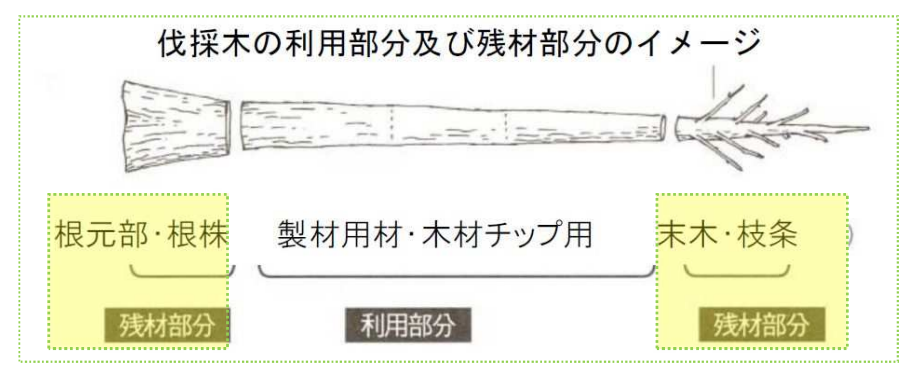 伐採木の利用部分及び残材部分のイメージ
根元部・根株 製材用材・木材チップ用 末木・枝条
残材部分 利用部分 残材部分